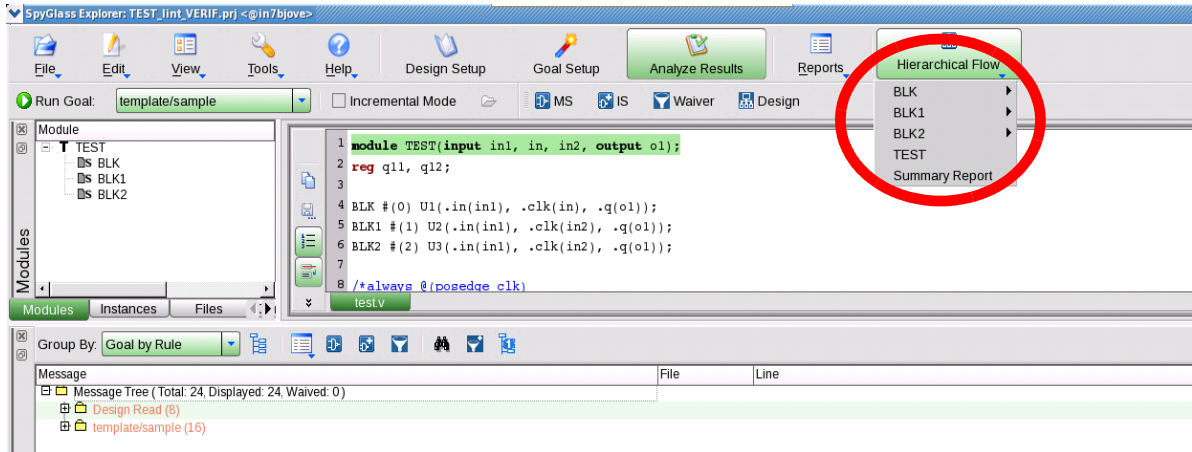 SpyGlass Explorer: TEST_lint_VERIF.prj <@in7bjove>
File Edit View Tools Help Design Setup Goal Setup Analyze Results Reports Hierarchical Flow
BLK
BLK1
BLK2
TEST
Summary Report
Run Goal: template/sample Incremental Mode MS IS Waiver Design
Module
T TEST
S BLK
S BLK1
S BLK2
Modules
Modules Instances Files
1 module TEST(input in1, in, in2, output o1);
2 reg q11, q12;
3
4 BLK #(0) U1(.in(in1), .clk(in), .q(o1));
5 BLK1 #(1) U2(.in(in1), .clk(in2), .q(o1));
6 BLK2 #(2) U3(.in(in1), .clk(in2), .q(o1));
7
8 /*always @(posedge clk)
test.v
Group By: Goal by Rule
Message File Line
Message Tree ( Total: 24, Displayed: 24, Waived: 0 )
Design Read (8)
template/sample (16)